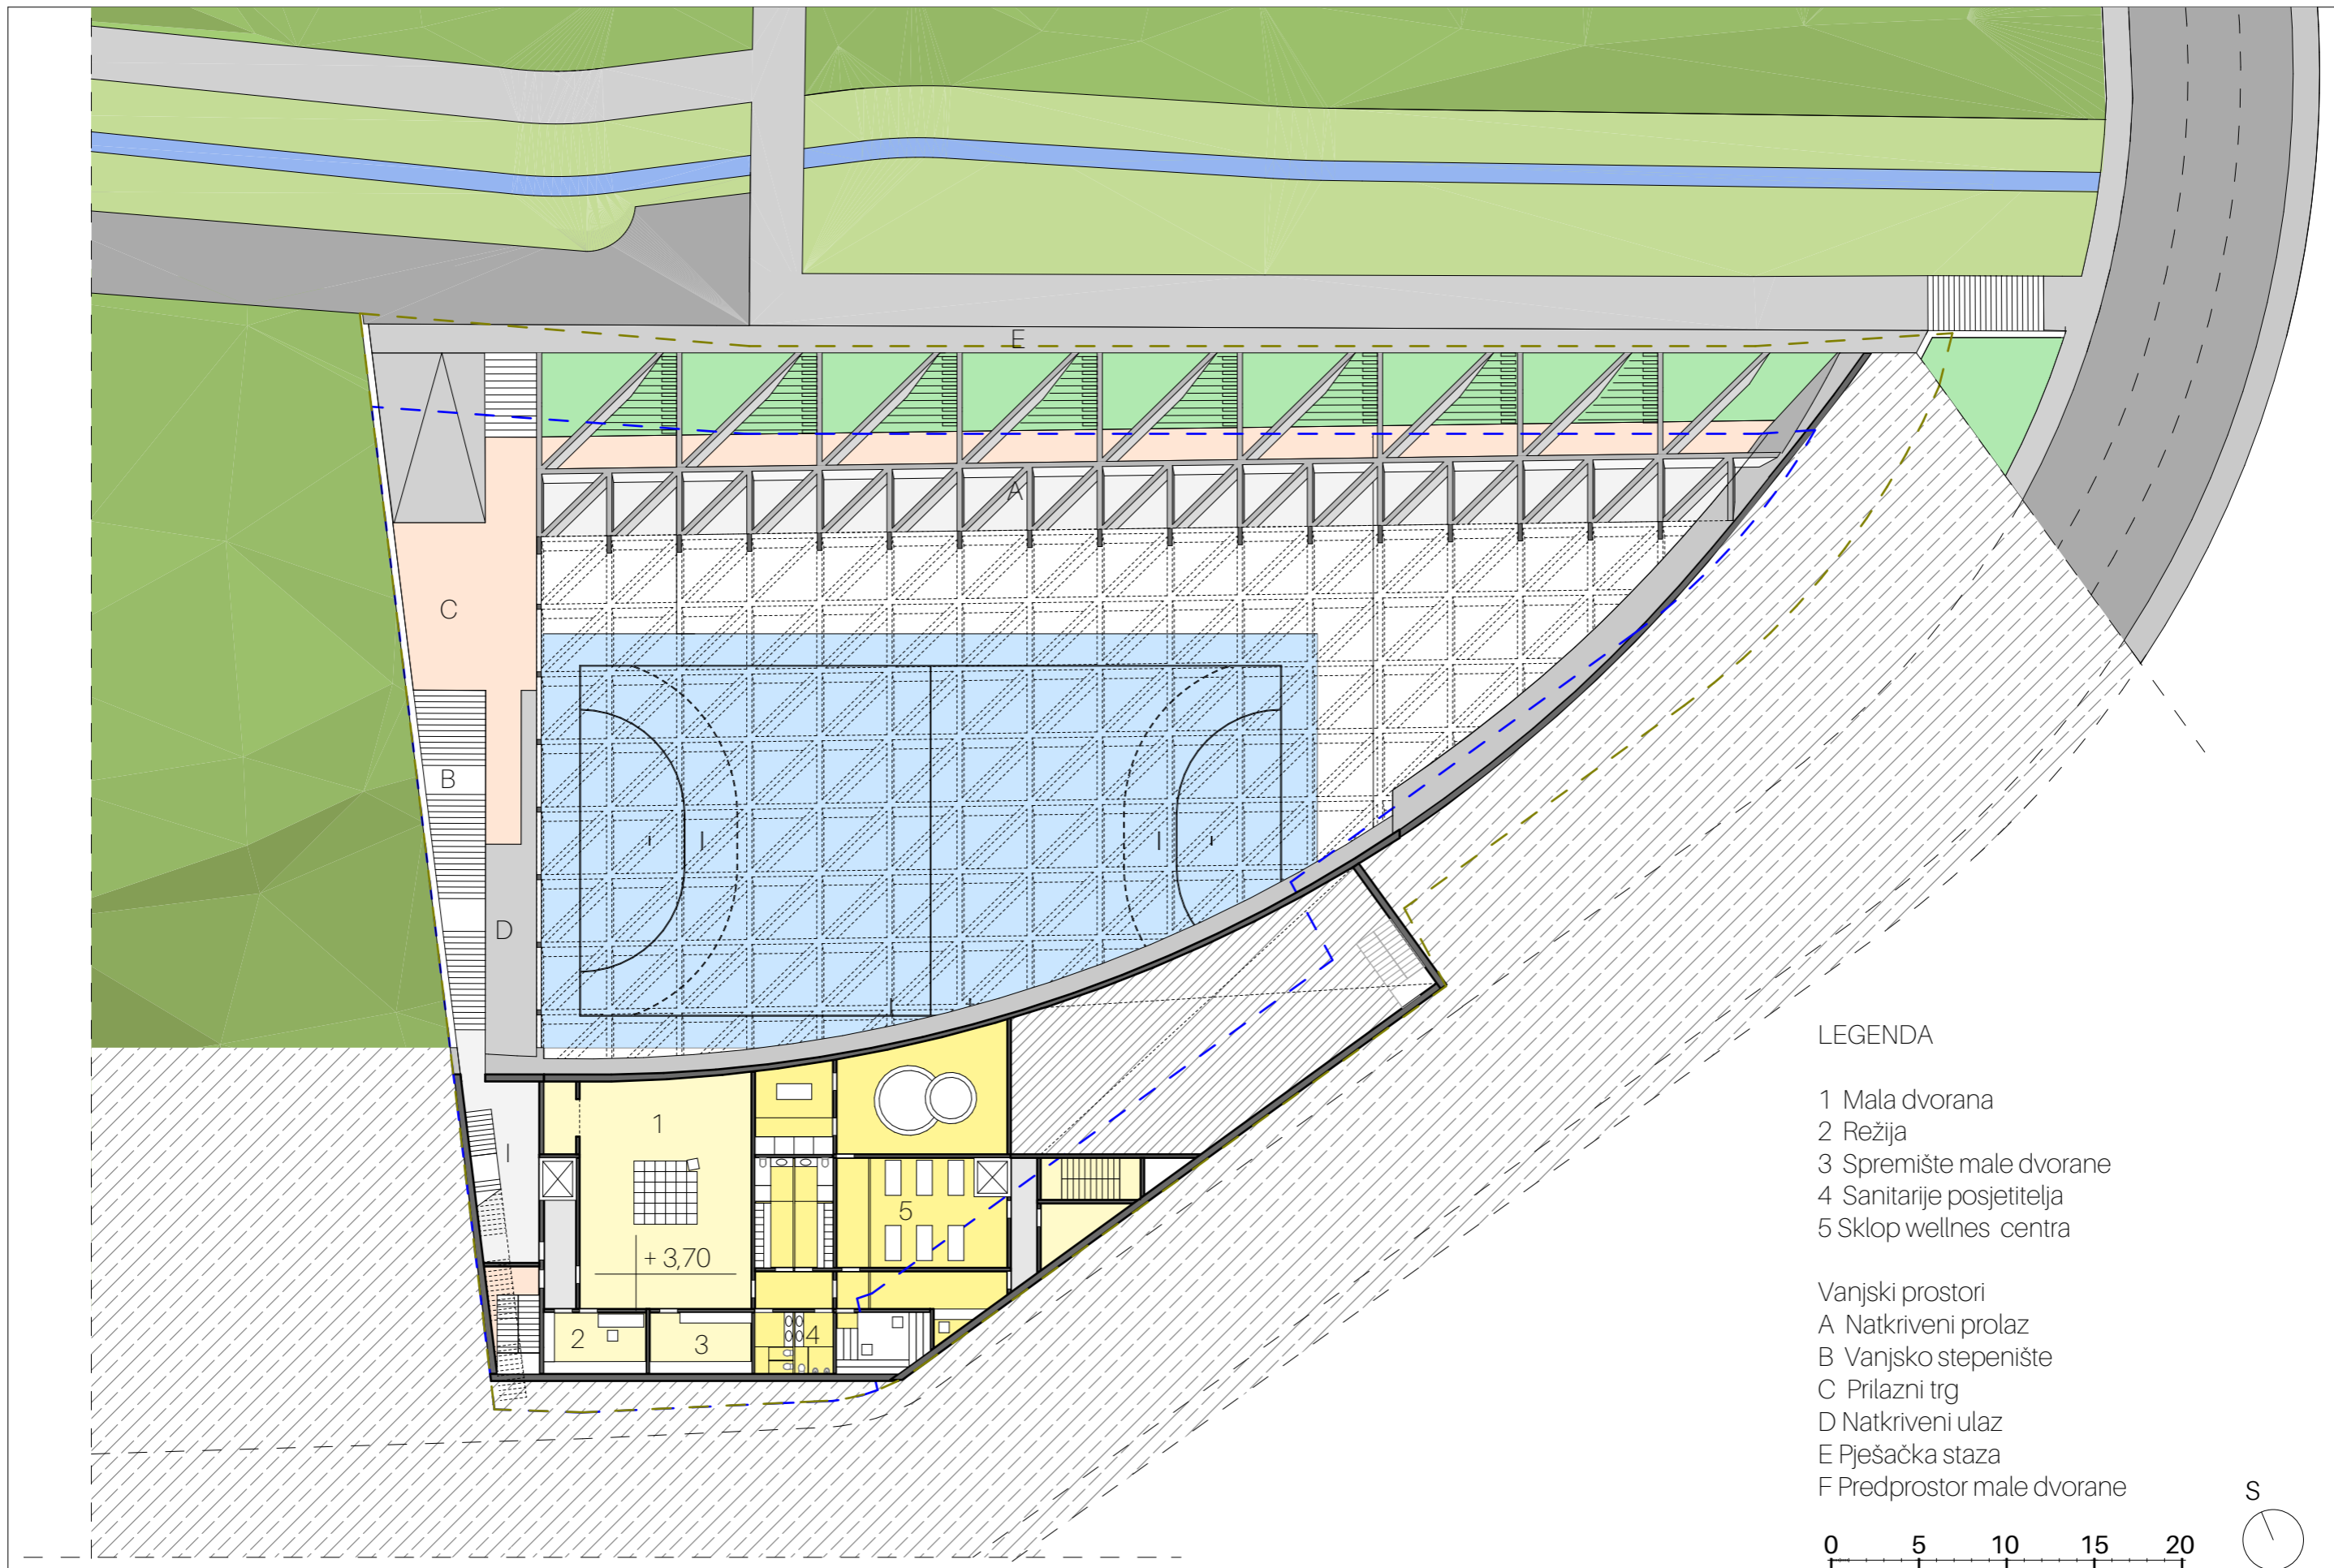 E
A
C
B
D
I
1
5
+ 3,70
2
3
4
LEGENDA
1 Mala dvorana
2 Režija
3 Spremište male dvorane
4 Sanitarije posjetitelja
5 Sklop wellnes centra
Vanjski prostori
A Natkriveni prolaz
B Vanjsko stepenište
C Prilazni trg
D Natkriveni ulaz
E Pješačka staza
F Predprostor male dvorane
S
0 5 10 15 20